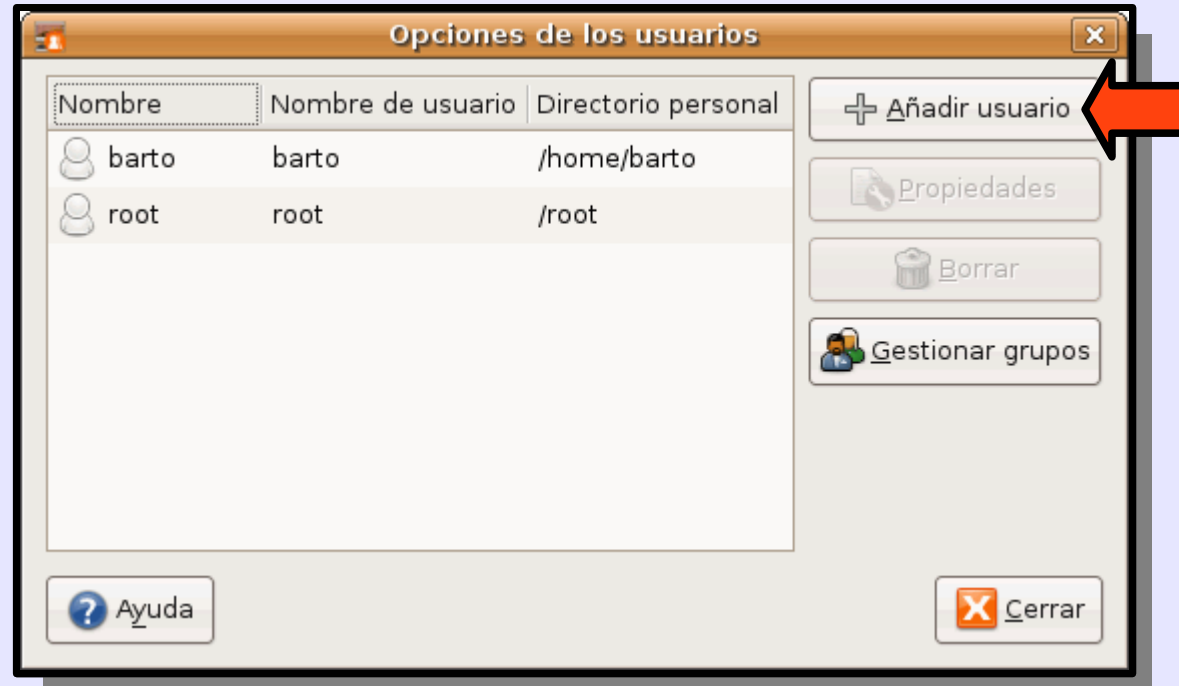 Opciones de los usuarios
Nombre Nombre de usuario Directorio personal
barto barto /home/barto
root root /root
Añadir usuario
Propiedades
Borrar
Gestionar grupos
Ayuda
Cerrar